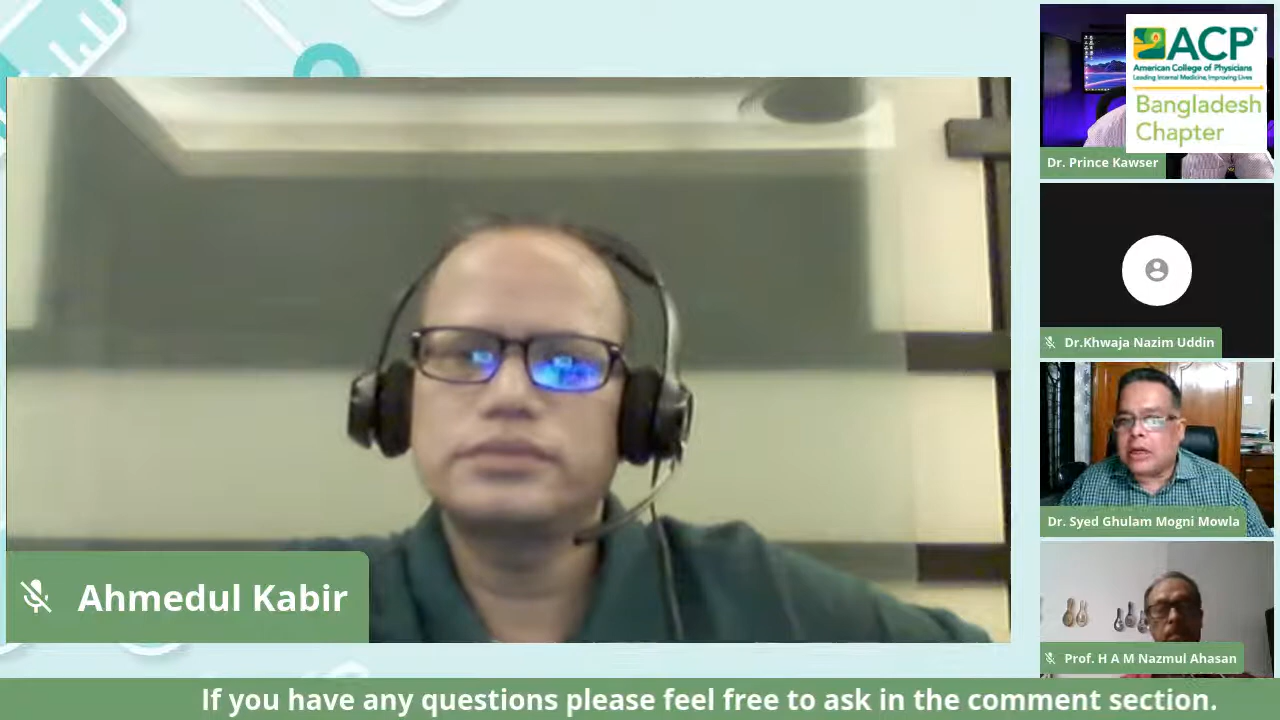 Ahmedul Kabir
ACP
American College of Physicians
Leading Internal Medicine, Improving Lives
Bangladesh
Chapter
Dr. Prince Kawser
Dr.Khwaja Nazim Uddin
Dr. Syed Ghulam Mogni Mowla
Prof. H A M Nazmul Ahasan
If you have any questions please feel free to ask in the comment section.